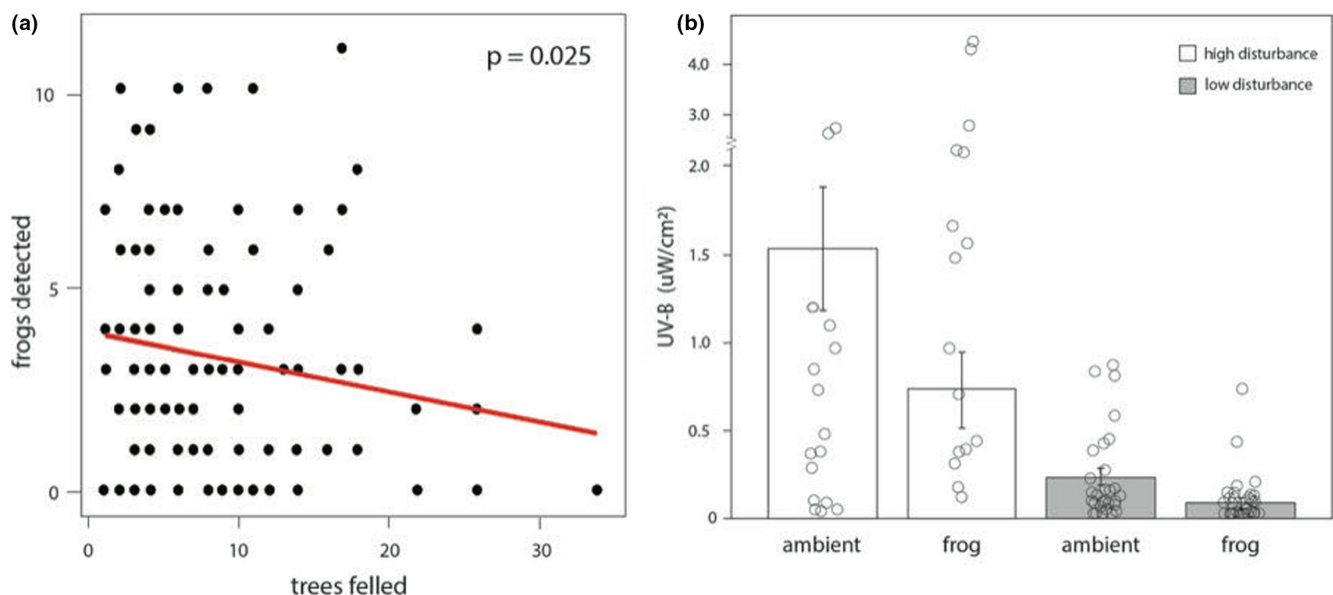 (a)
p = 0.025
frogs detected
10
5
0
0 10 20 30
trees felled
(b)
high disturbance
low disturbance
UV-B (uW/cm²)
4.0
3.0
2.0
1.5
1.0
0.5
0
ambient frog ambient frog